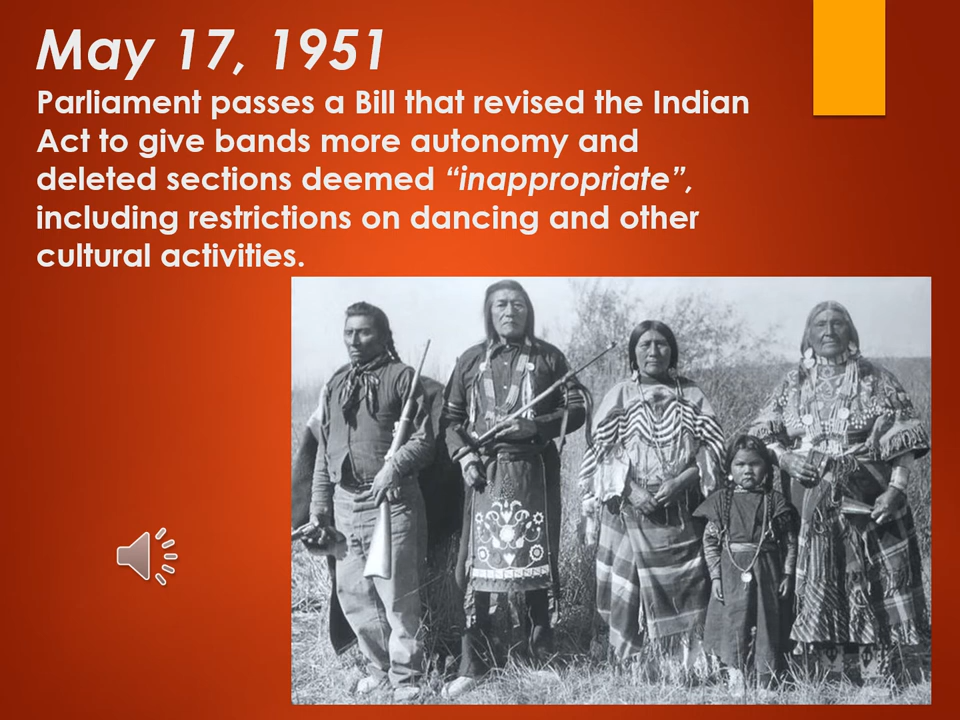 May 17, 1951
Parliament passes a Bill that revised the Indian
Act to give bands more autonomy and
deleted sections deemed “inappropriate”,
including restrictions on dancing and other
cultural activities.